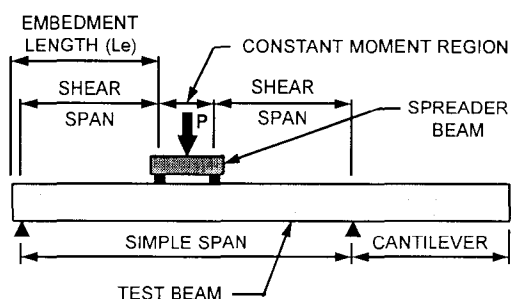 EMBEDMENT
LENGTH (Le)
CONSTANT MOMENT REGION
SHEAR
SPAN
P
SHEAR
SPAN
SPREADER
BEAM
SIMPLE SPAN
CANTILEVER
TEST BEAM